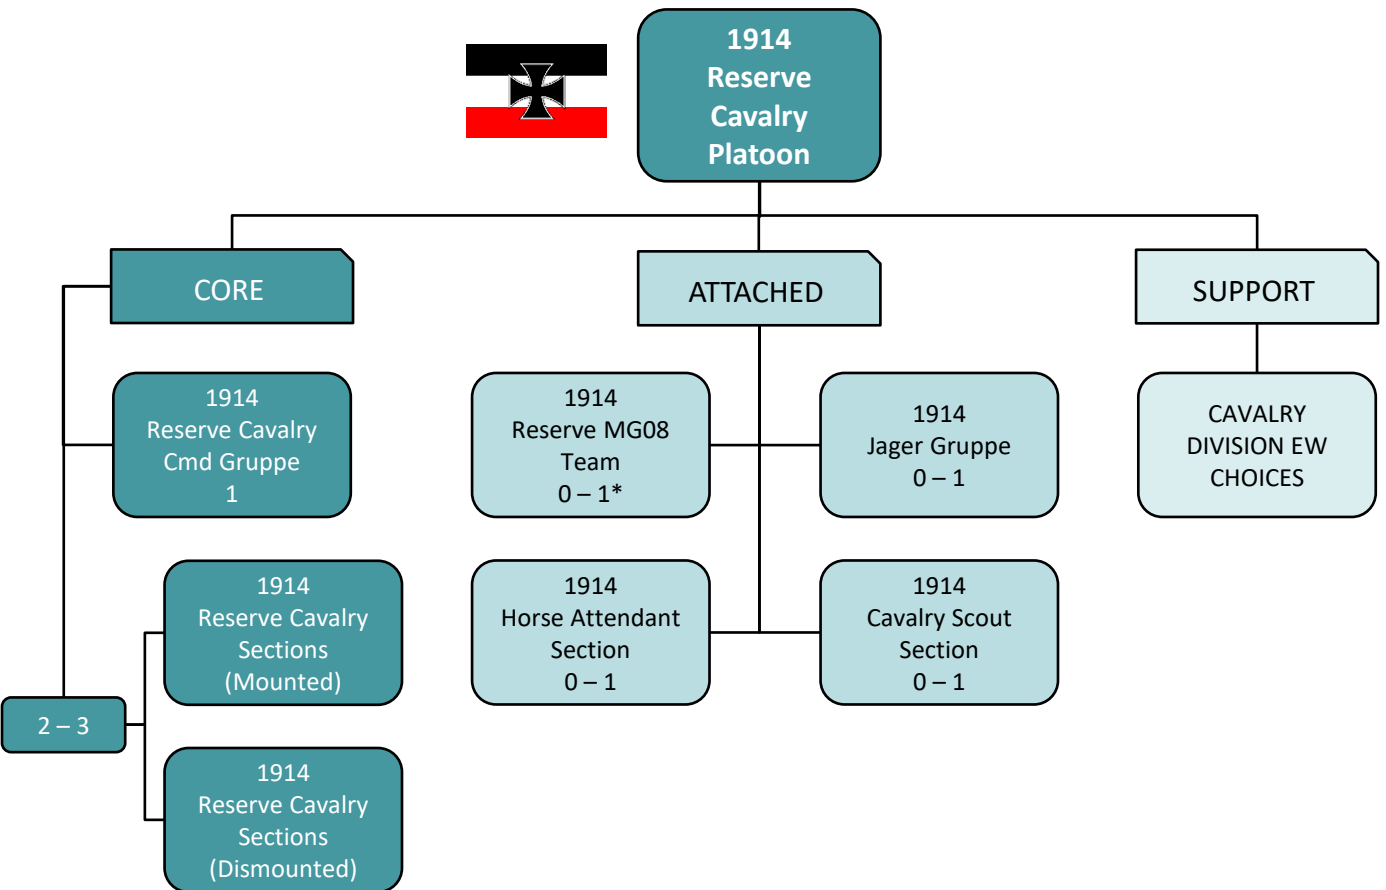 1914
Reserve
Cavalry
Platoon
CORE
ATTACHED
SUPPORT
1914
Reserve Cavalry
Cmd Gruppe
1
1914
Reserve MG08
Team
0 – 1*
1914
Jager Gruppe
0 – 1
CAVALRY
DIVISION EW
CHOICES
1914
Reserve Cavalry
Sections
(Mounted)
1914
Horse Attendant
Section
0 – 1
1914
Cavalry Scout
Section
0 – 1
2 – 3
1914
Reserve Cavalry
Sections
(Dismounted)